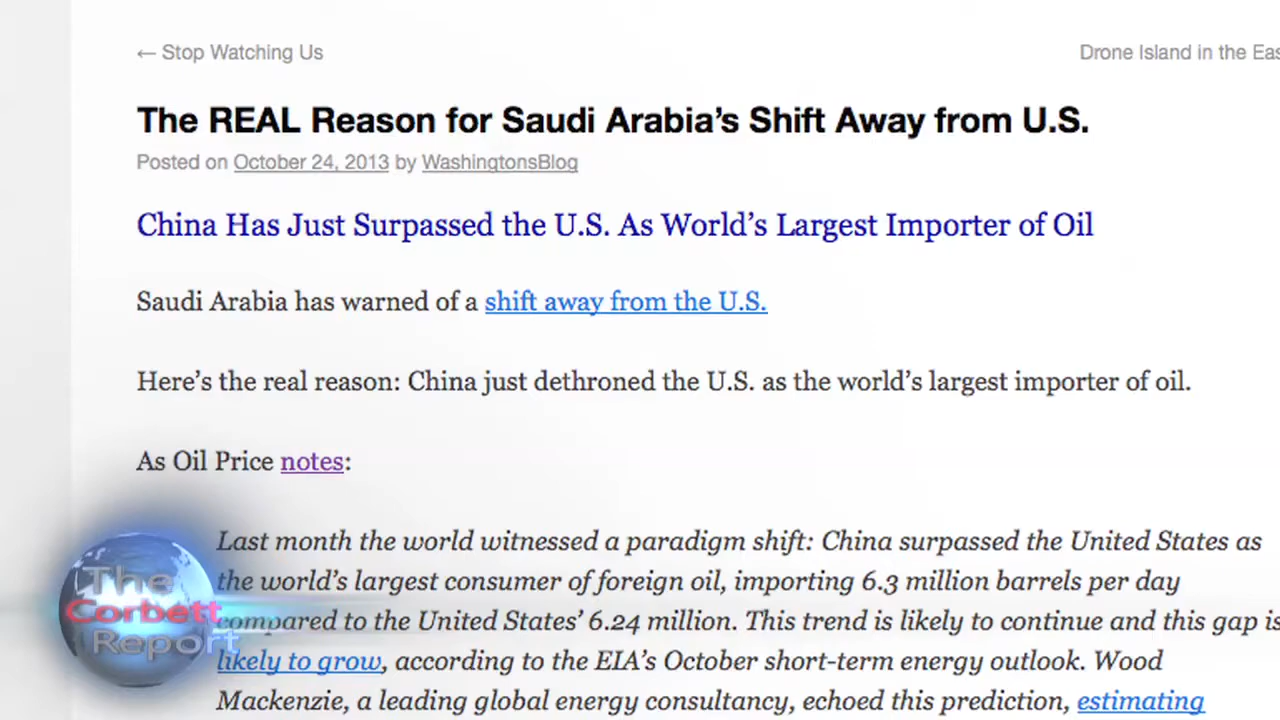 ← Stop Watching Us
Drone Island in the Eas
The REAL Reason for Saudi Arabia’s Shift Away from U.S.
Posted on October 24, 2013 by WashingtonsBlog
China Has Just Surpassed the U.S. As World’s Largest Importer of Oil
Saudi Arabia has warned of a shift away from the U.S.
Here’s the real reason: China just dethroned the U.S. as the world’s largest importer of oil.
As Oil Price notes:
Last month the world witnessed a paradigm shift: China surpassed the United States as
the world’s largest consumer of foreign oil, importing 6.3 million barrels per day
compared to the United States’ 6.24 million. This trend is likely to continue and this gap is
likely to grow, according to the EIA’s October short-term energy outlook. Wood
Mackenzie, a leading global energy consultancy, echoed this prediction, estimating
The
Corbett
Report